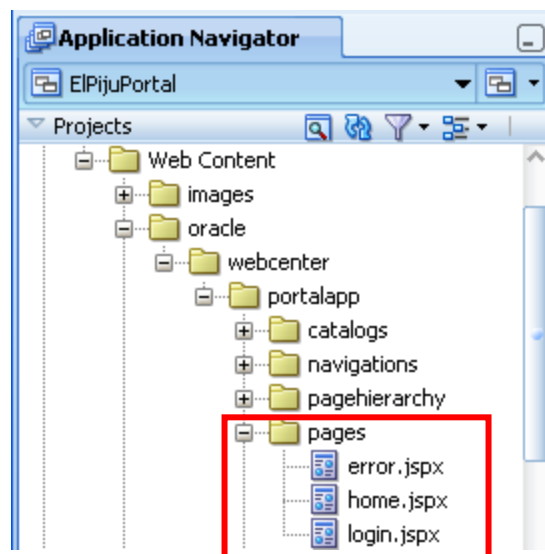 Application Navigator
ElPijuPortal
Projects
Web Content
images
oracle
webcenter
portalapp
catalogs
navigations
pagehierarchy
pages
error.jspx
home.jspx
login.jspx